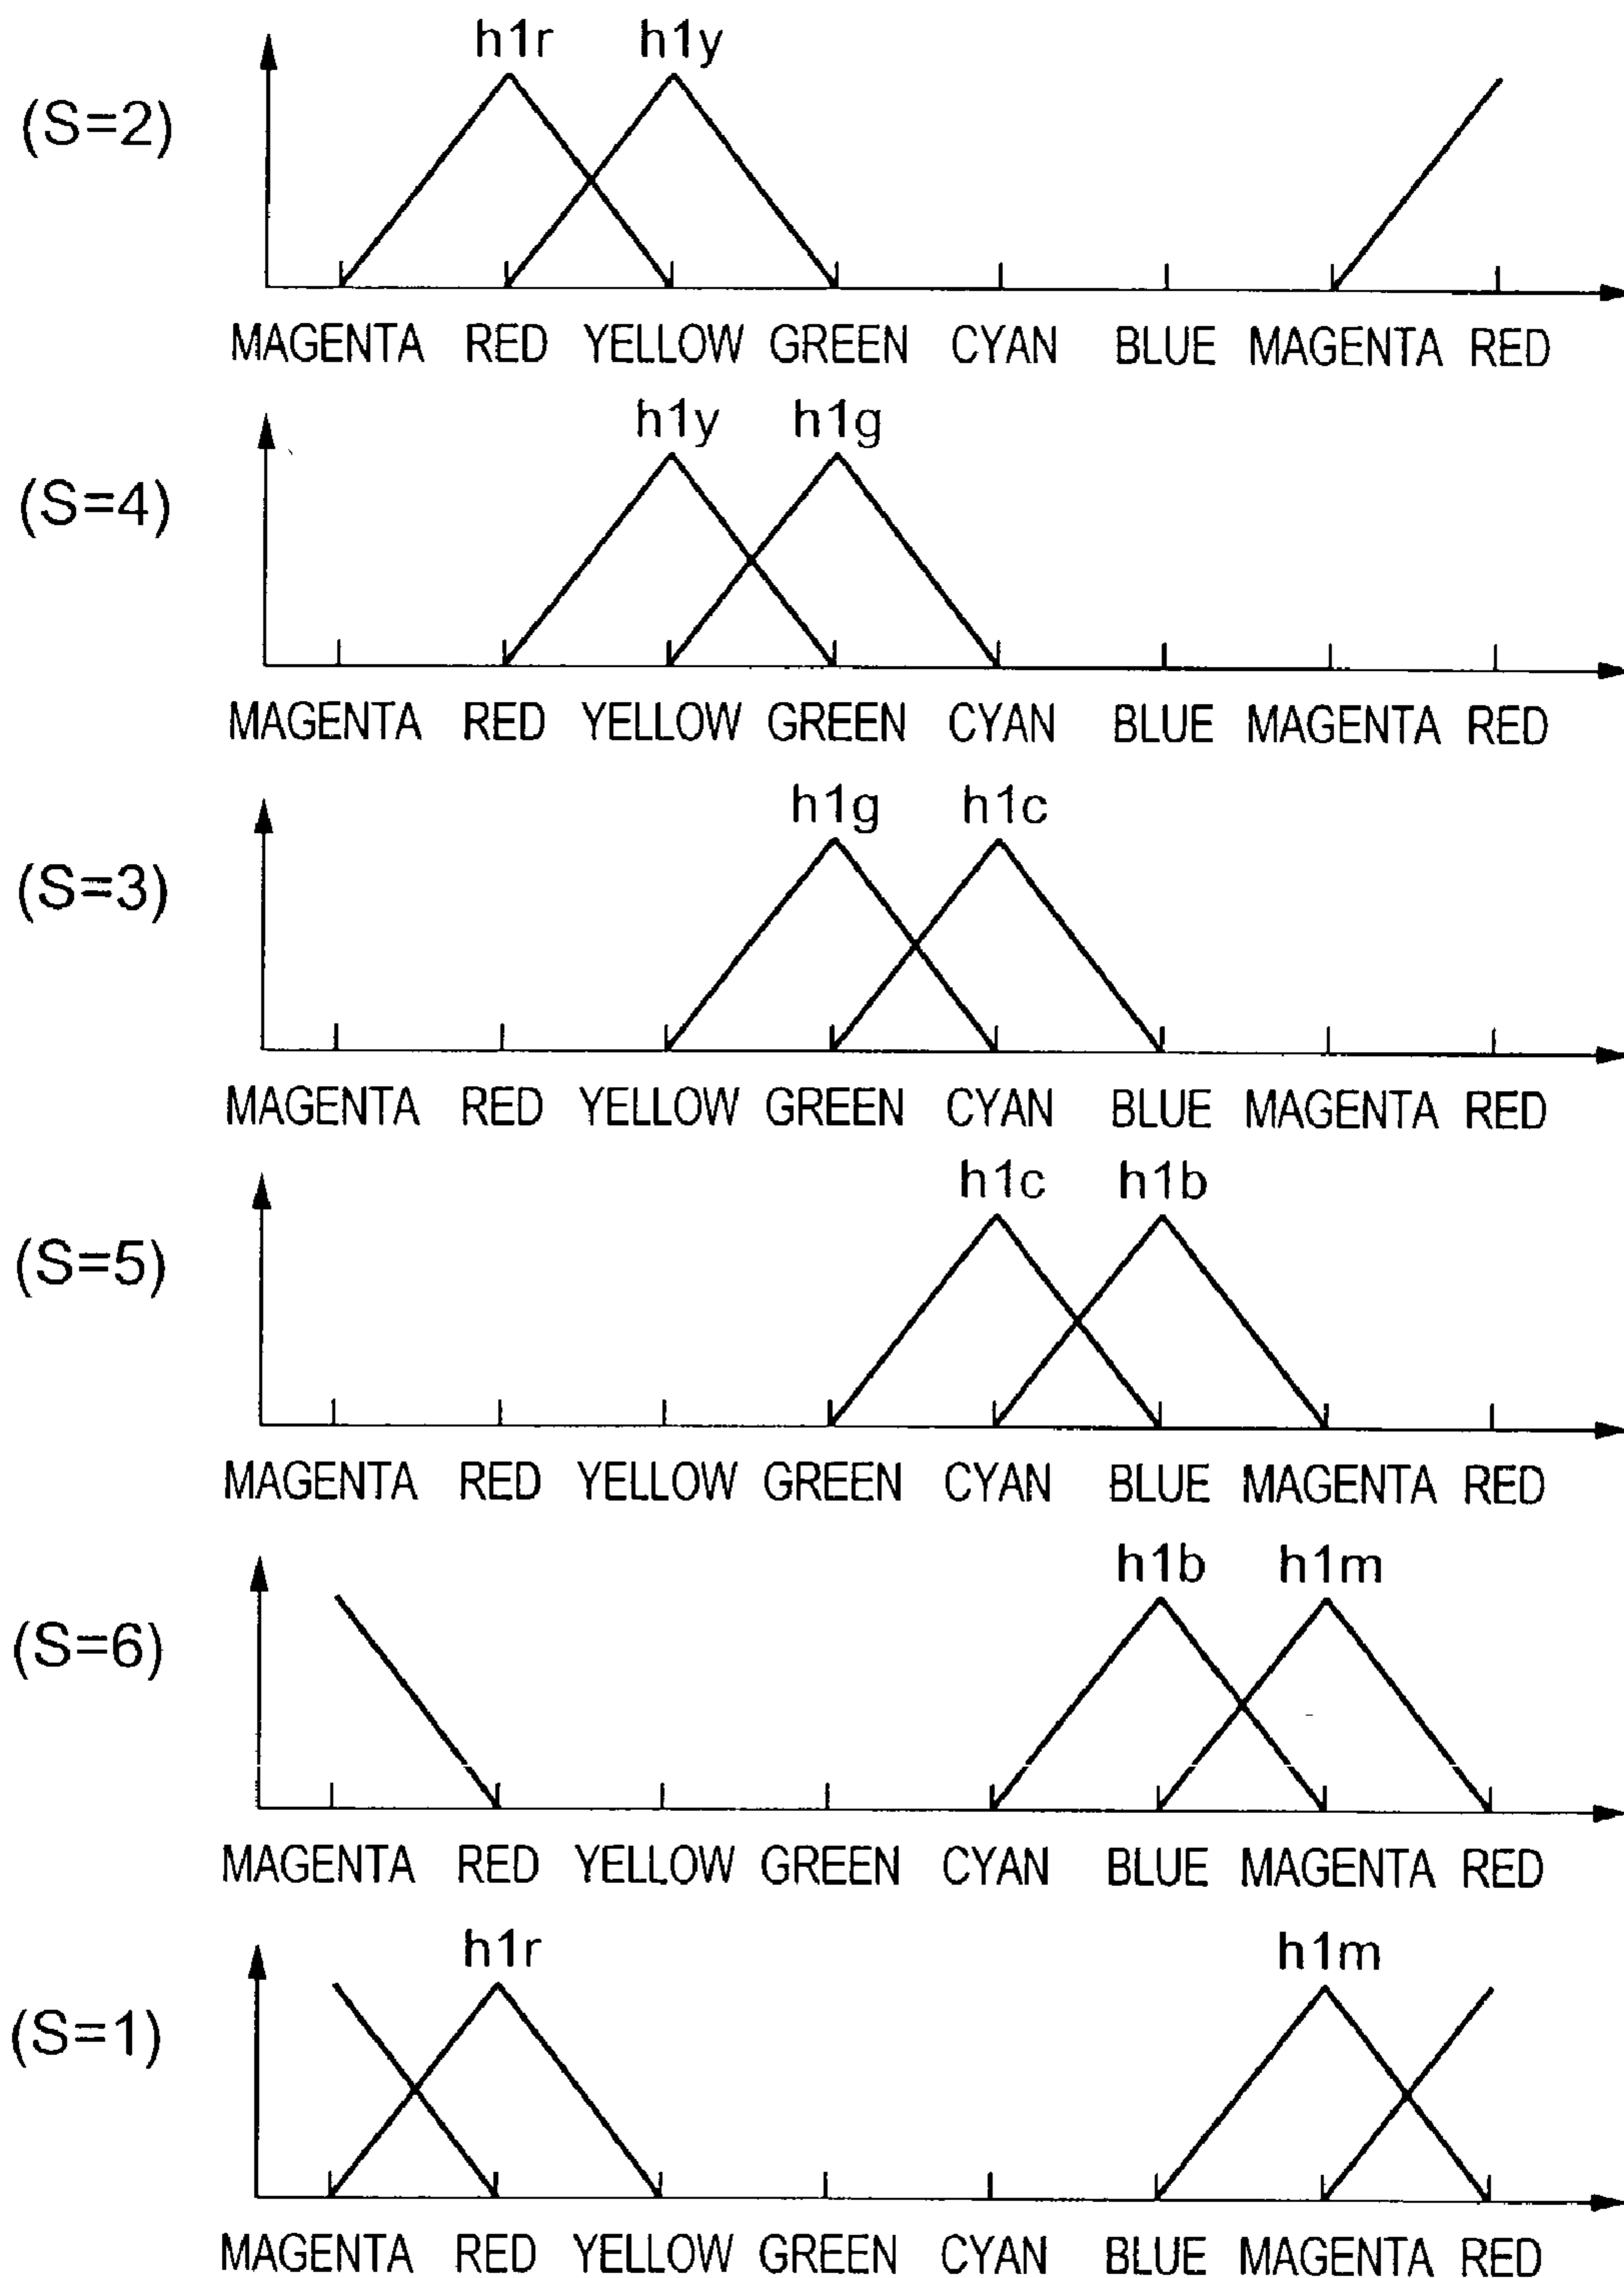 h1r h1y
(S=2)
MAGENTA RED YELLOW GREEN CYAN BLUE MAGENTA RED
h1y h1g
(S=4)
MAGENTA RED YELLOW GREEN CYAN BLUE MAGENTA RED
h1g h1c
(S=3)
MAGENTA RED YELLOW GREEN CYAN BLUE MAGENTA RED
h1c h1b
(S=5)
MAGENTA RED YELLOW GREEN CYAN BLUE MAGENTA RED
h1b h1m
(S=6)
MAGENTA RED YELLOW GREEN CYAN BLUE MAGENTA RED
h1r h1m
(S=1)
MAGENTA RED YELLOW GREEN CYAN BLUE MAGENTA RED